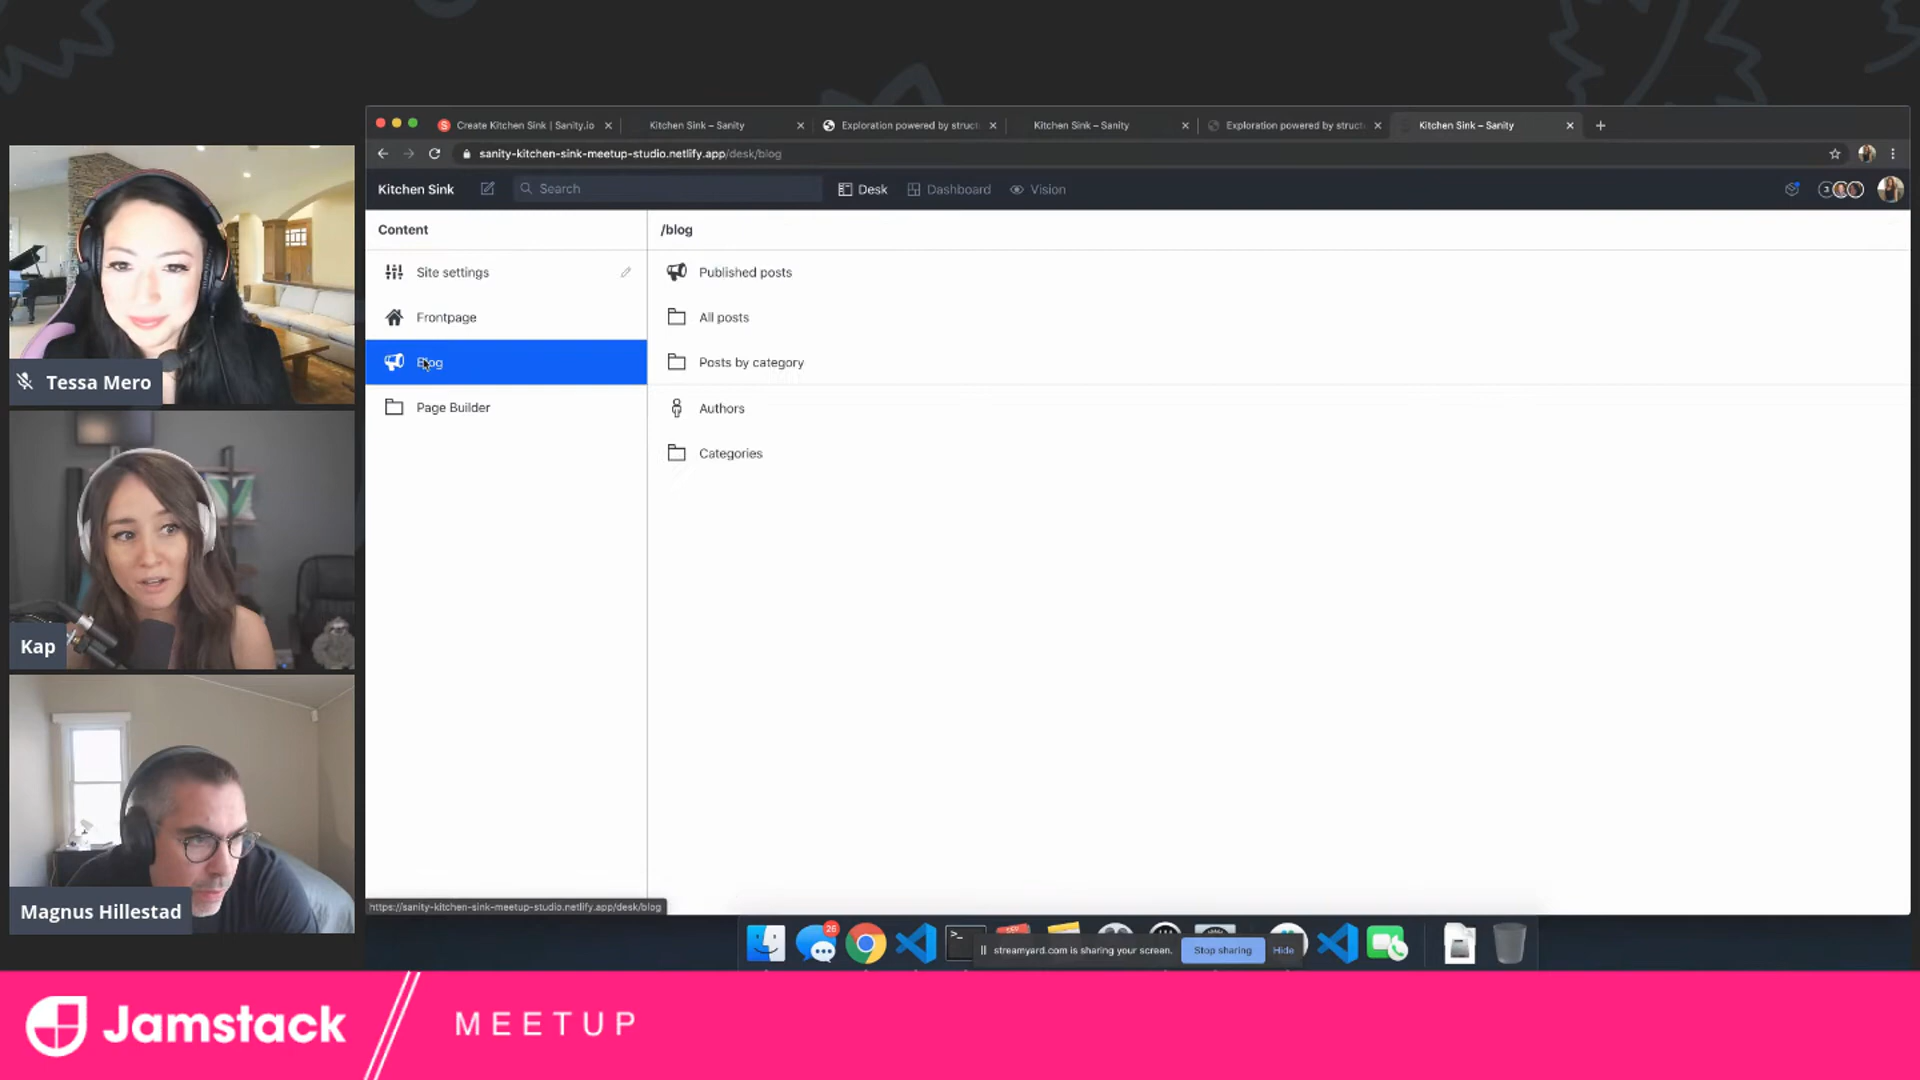 Create Kitchen Sink | Sanity.io
Kitchen Sink – Sanity
Exploration powered by struct
Kitchen Sink – Sanity
Exploration powered by struct
Kitchen Sink – Sanity
sanity-kitchen-sink-meetup-studio.netlify.app/desk/blog
Kitchen Sink
Search
Desk
Dashboard
Vision
3
Content
/blog
Site settings
Frontpage
Blog
Page Builder
Published posts
All posts
Posts by category
Authors
Categories
Tessa Mero
Kap
Magnus Hillestad
https://sanity-kitchen-sink-meetup-studio.netlify.app/desk/blog
26
streamyard.com is sharing your screen.
Stop sharing
Hide
Jamstack
MEETUP